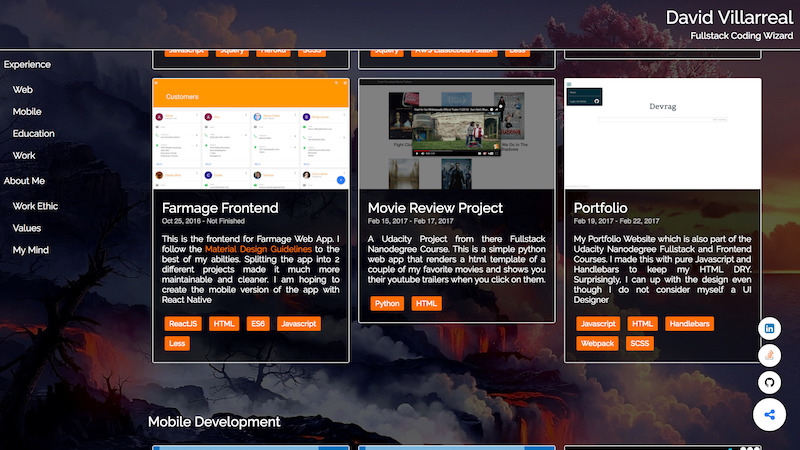 David Villarreal
Fullstack Coding Wizard
Experience
Web
Mobile
Education
Work
About Me
Work Ethic
Values
My Mind
Javascript Jquery Heroku SCSS
Jquery AWS Elasticbean Stalk Less
Customers
Farmage Frontend
Oct 25, 2016 - Not Finished
This is the frontend for Farmage Web App. I
follow the Material Design Guidelines to the
best of my abilties. Splitting the app into 2
different projects made it much more
maintainable and cleaner. I am hoping to
create the mobile version of the app with
React Native
ReactJS HTML ES6 Javascript
Less
Movie Review Project
Feb 15, 2017 - Feb 17, 2017
A Udacity Project from there Fullstack
Nanodegree Course. This is a simple python
web app that renders a html template of a
couple of my favorite movies and shows you
their youtube trailers when you click on them.
Python HTML
Devrag
Portfolio
Feb 19, 2017 - Feb 22, 2017
My Portfolio Website which is also part of the
Udacity Nanodegree Fullstack and Frontend
Courses. I made this with pure Javascript and
Handlebars to keep my HTML DRY.
Surprisingly, I can up with the design even
though I do not consider myself a UI
Designer
Javascript HTML Handlebars
Webpack SCSS
Mobile Development